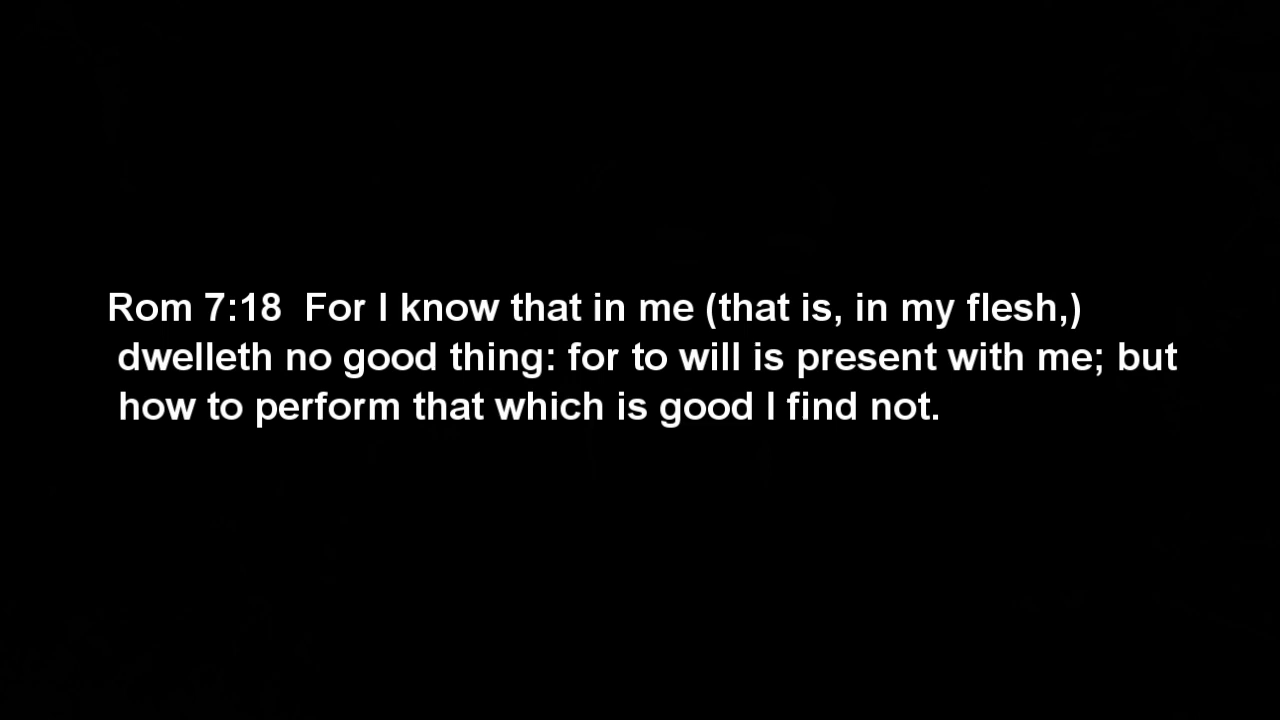 Rom 7:18  For I know that in me (that is, in my flesh,)
dwelleth no good thing: for to will is present with me; but
how to perform that which is good I find not.